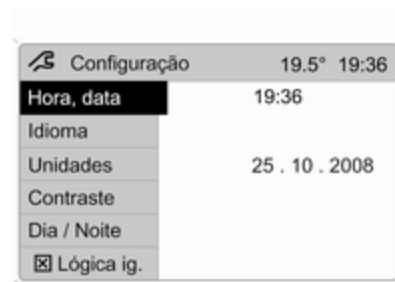 Configuração 19.5° 19:36
Hora, data 19:36
Idioma
Unidades 25 . 10 . 2008
Contraste
Dia / Noite
Lógica ig.